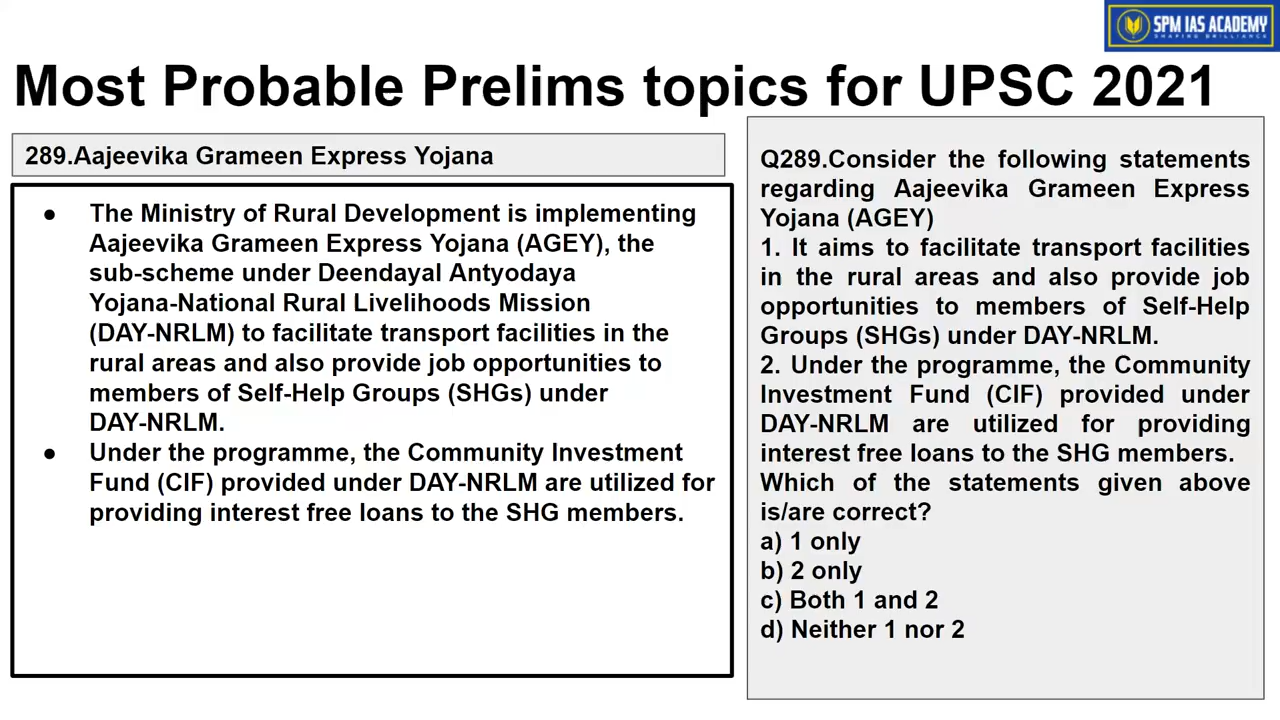 SPM IAS ACADEMY
SHAPING BRILLIANCE
Most Probable Prelims topics for UPSC 2021
289.Aajeevika Grameen Express Yojana
● The Ministry of Rural Development is implementing
Aajeevika Grameen Express Yojana (AGEY), the
sub-scheme under Deendayal Antyodaya
Yojana-National Rural Livelihoods Mission
(DAY-NRLM) to facilitate transport facilities in the
rural areas and also provide job opportunities to
members of Self-Help Groups (SHGs) under
DAY-NRLM.
● Under the programme, the Community Investment
Fund (CIF) provided under DAY-NRLM are utilized for
providing interest free loans to the SHG members.
Q289.Consider the following statements
regarding Aajeevika Grameen Express
Yojana (AGEY)
1. It aims to facilitate transport facilities
in the rural areas and also provide job
opportunities to members of Self-Help
Groups (SHGs) under DAY-NRLM.
2. Under the programme, the Community
Investment Fund (CIF) provided under
DAY-NRLM are utilized for providing
interest free loans to the SHG members.
Which of the statements given above
is/are correct?
a) 1 only
b) 2 only
c) Both 1 and 2
d) Neither 1 nor 2